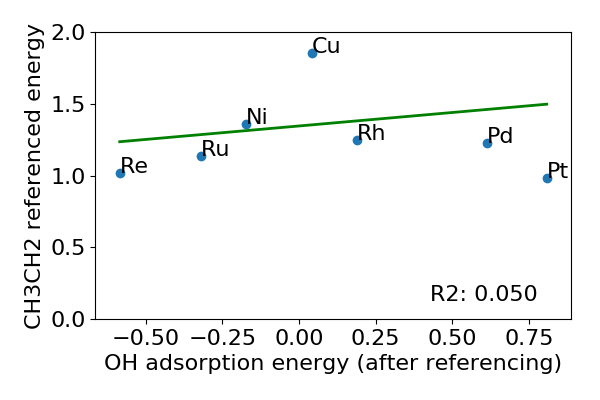 CH3CH2 referenced energy
2.0
1.5
1.0
0.5
0.0
Cu
Ni
Rh
Ru
Pd
Re
Pt
R2: 0.050
−0.50 −0.25 0.00 0.25 0.50 0.75
OH adsorption energy (after referencing)